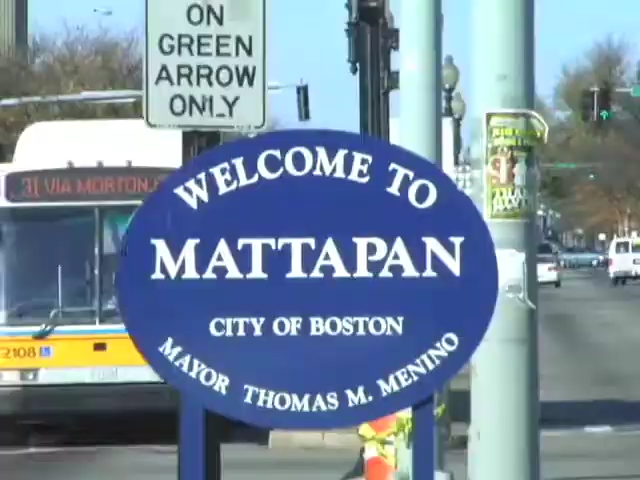 ON
GREEN
ARROW
ONLY
31 VIA MORTON
WELCOME TO
MATTAPAN
CITY OF BOSTON
MAYOR THOMAS M. MENINO
2108